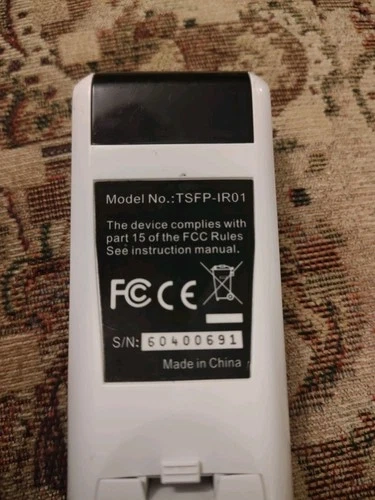 Model No.:TSFP-IR01
The device complies with
part 15 of the FCC Rules
See instruction manual.
FC CE
S/N: 60400691
Made in China